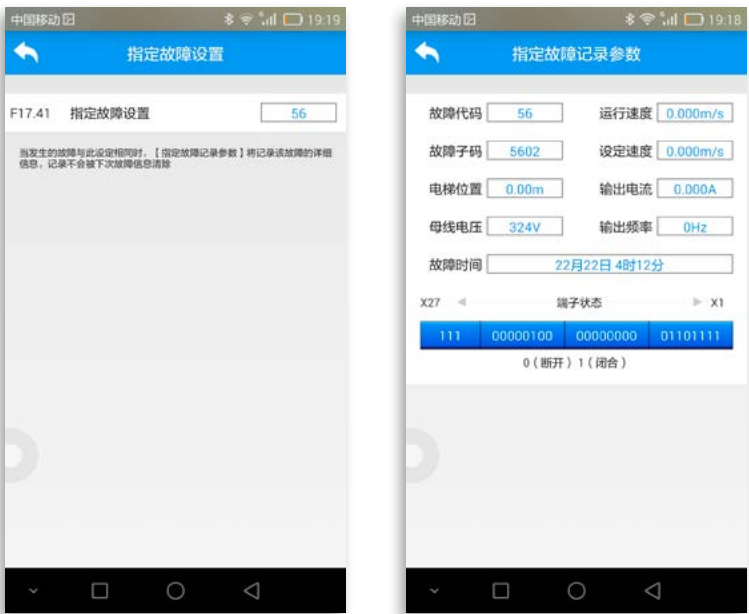 中国移动 19:19
指定故障设置
F17.41 指定故障设置 56
当发生的故障与此设定相同时，【指定故障记录参数】将记录该故障的详细
信息，记录不会被下次故障信息清除
中国移动 19:18
指定故障记录参数
故障代码 56 运行速度 0.000m/s
故障子码 5602 设定速度 0.000m/s
电梯位置 0.00m 输出电流 0.000A
母线电压 324V 输出频率 0Hz
故障时间 22月22日 4时12分
X27 端子状态 X1
111 00000100 00000000 01101111
0（断开）1（闭合）